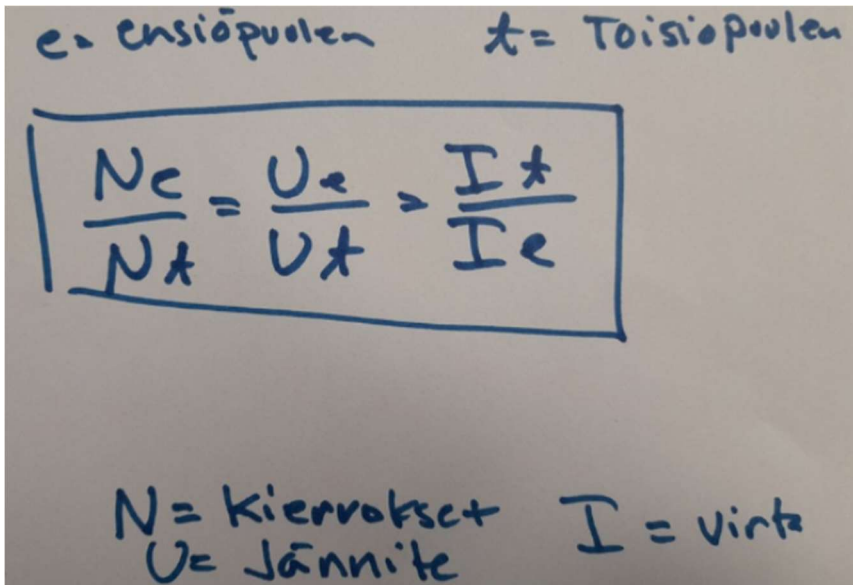 e= ensiöpuolen t= Toisiopuolen
Ne/Nt = Ue/Ut = It/Ie
N= Kierrokset I = virta
U= Jännite